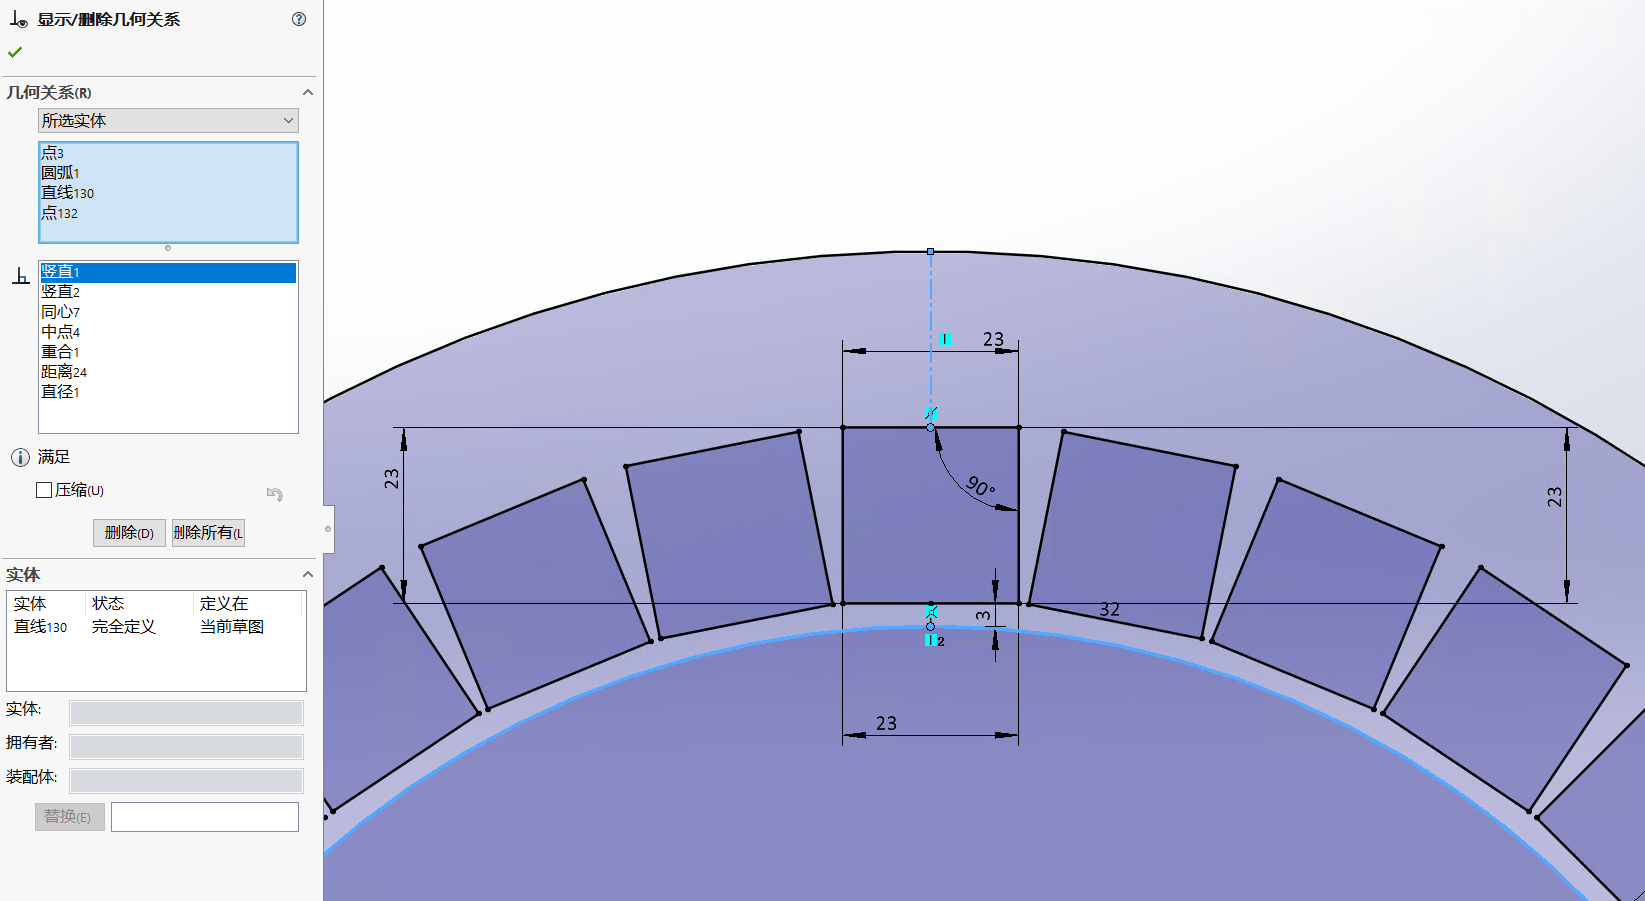 显示/删除几何关系
几何关系(R)
所选实体
点3
圆弧1
直线130
点132
竖直1
竖直2
同心7
中点4
重合1
距离24
直径1
满足
压缩(U)
删除(D) 删除所有(L
实体
实体 状态 定义在
直线130 完全定义 当前草图
实体:
拥有者:
装配体:
替换(E)
23
23
90°
23
3
32
2
23